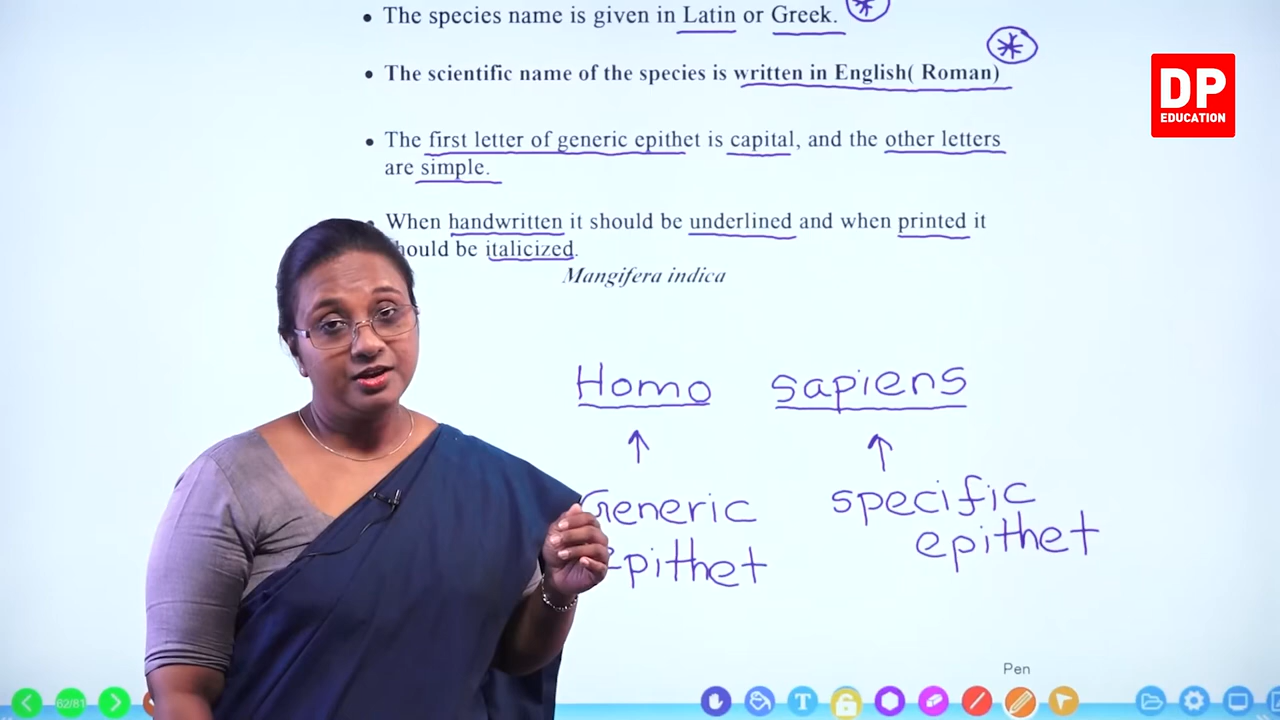 The species name is given in Latin or Greek.
The scientific name of the species is written in English( Roman)
DP
EDUCATION
The first letter of generic epithet is capital, and the other letters
are simple.
When handwritten it should be underlined and when printed it
should be italicized.
Mangifera indica
Homo sapiens
Generic specific
epithet epithet
Pen
62/81
T